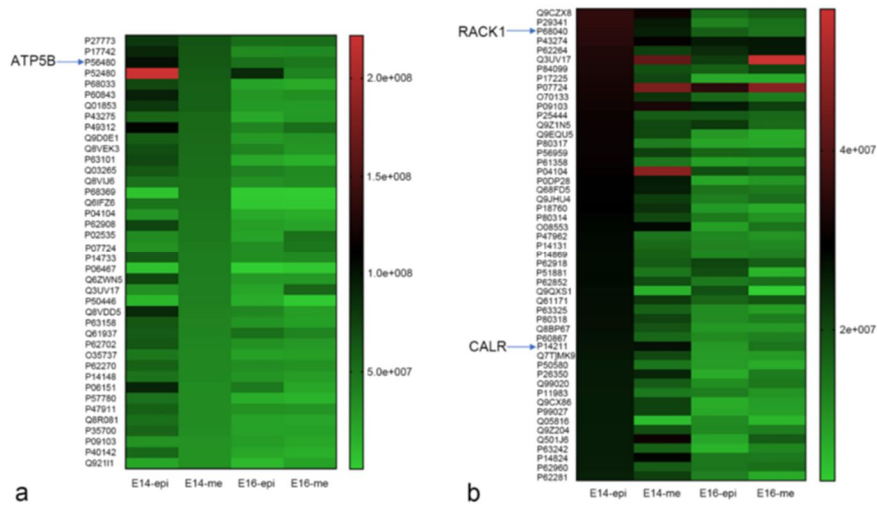 P27773
P17742
ATP5B
P56480
P52480
P68033
P60843
Q01853
P43275
P49312
Q9D0E1
Q8VEK3
P63101
Q03265
Q8VIJ6
P68369
Q6IFZ6
P04104
P62908
P02535
P07724
P14733
P06467
Q6ZWN5
Q3UV17
P50446
Q8VDD5
P63158
Q61937
P62702
O35737
P62270
P14148
P06151
P57780
P47911
Q8R081
P35700
P09103
P40142
Q921I1
E14-epi E14-me E16-epi E16-me
2.0e+008
1.5e+008
1.0e+008
5.0e+007
a
Q9CZX8
P29341
RACK1
P68040
P43274
P62264
Q3UV17
P84099
P17225
P07724
O70133
P09103
P25444
Q9Z1N5
Q9EQU5
P80317
P56959
P61358
P04104
P0DP28
Q68FD5
Q9JHU4
P18760
P80314
O08553
P47962
P14131
P14869
P62918
P51881
P62852
Q9QXS1
Q61171
P63325
P80318
Q8BP67
P60867
CALR
P14211
Q7TMK9
P50580
P26350
Q99020
P11983
Q9CX86
P99027
Q05816
Q9Z204
Q501J6
P63242
P14824
P62960
P62281
E14-epi E14-me E16-epi E16-me
4e+007
2e+007
b